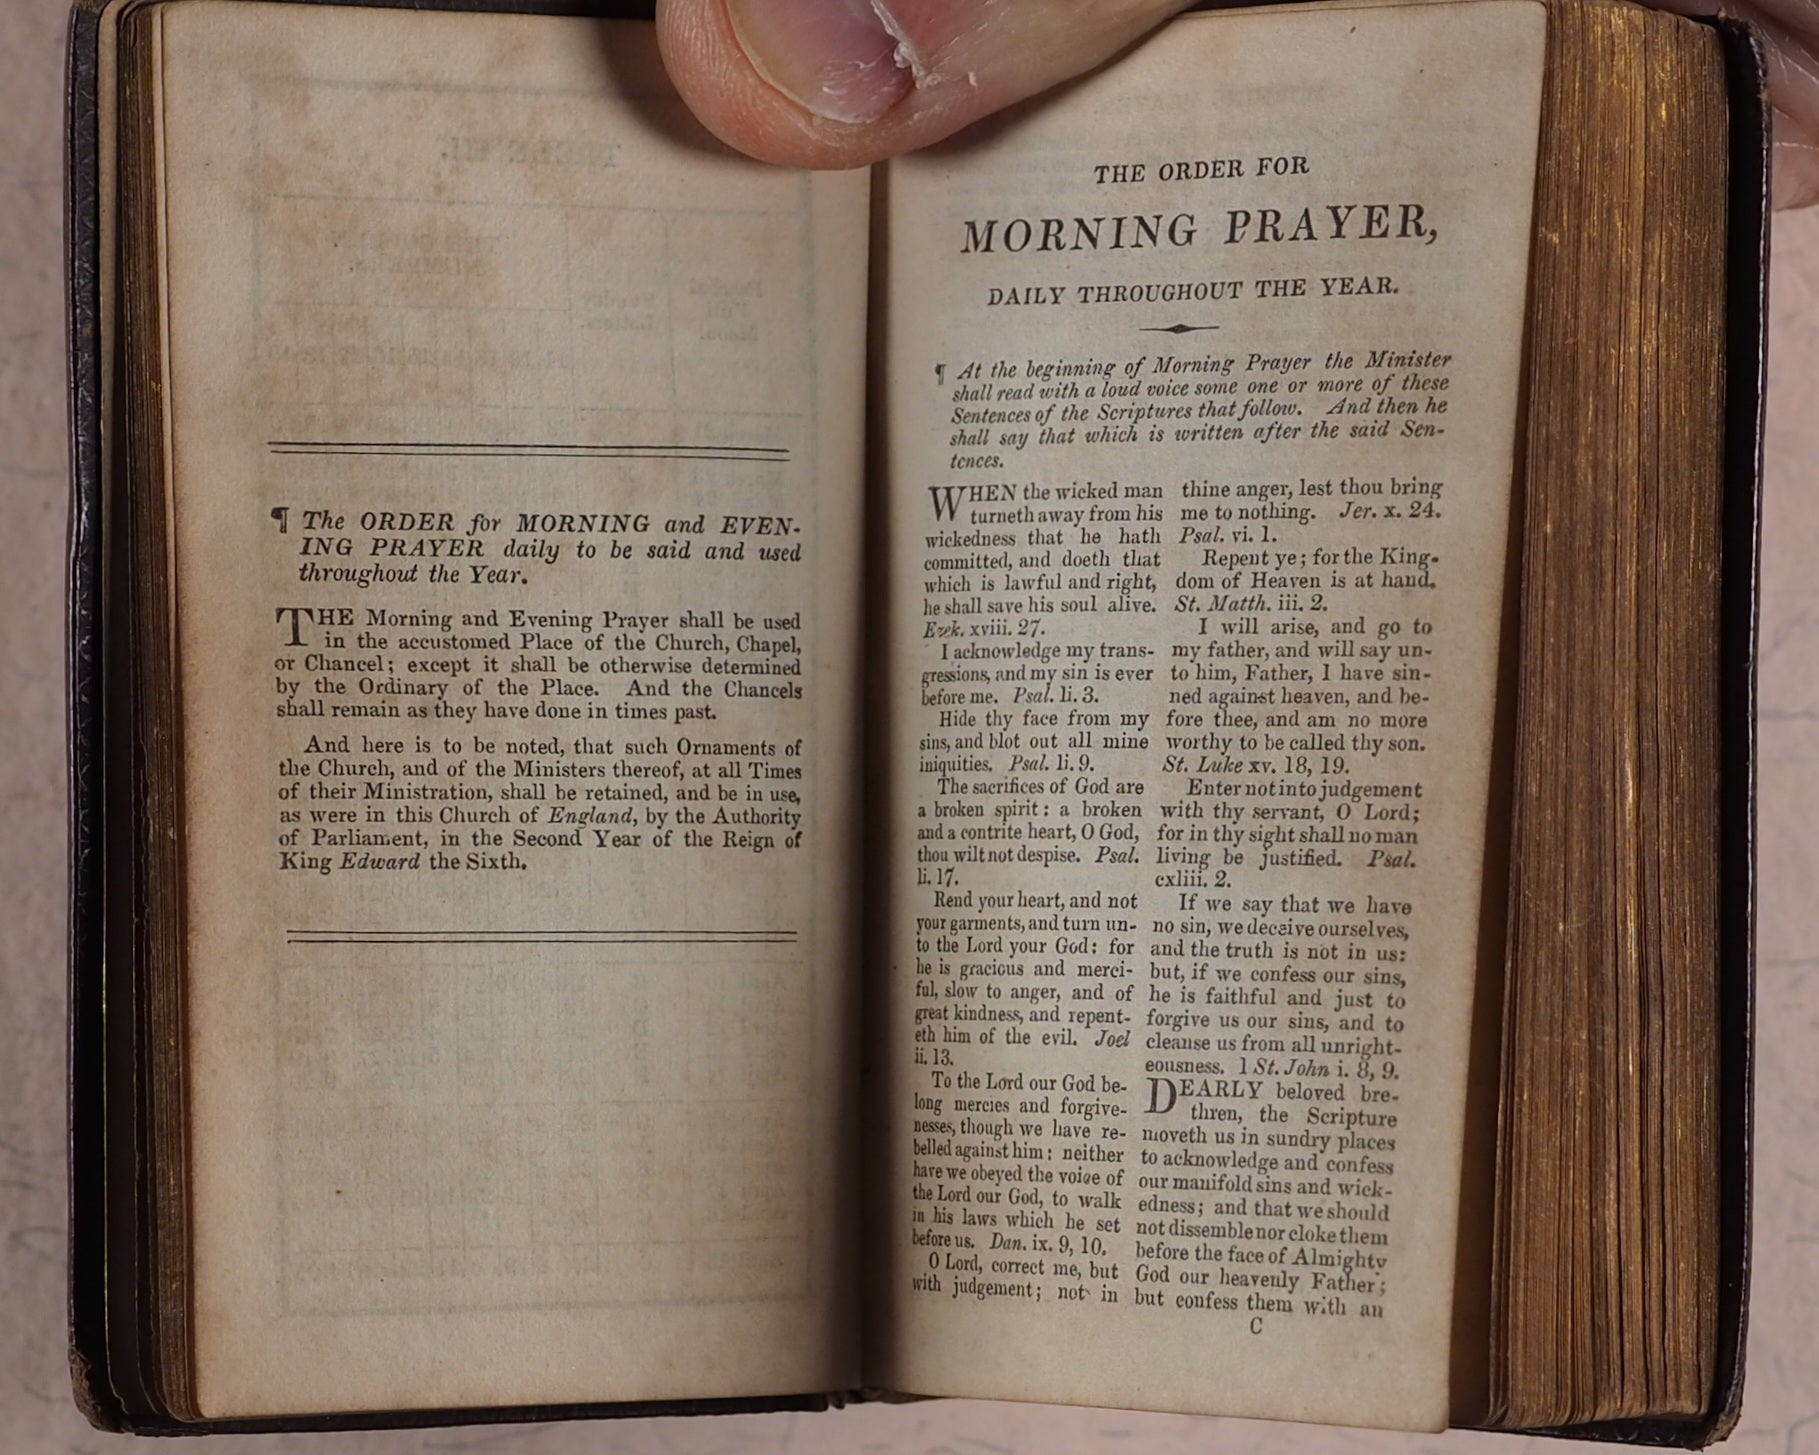 ¶ The ORDER for MORNING and EVEN-
ING PRAYER daily to be said and used
throughout the Year.
THE Morning and Evening Prayer shall be used
in the accustomed Place of the Church, Chapel,
or Chancel; except it shall be otherwise determined
by the Ordinary of the Place. And the Chancels
shall remain as they have done in times past.
And here is to be noted, that such Ornaments of
the Church, and of the Ministers thereof, at all Times
of their Ministration, shall be retained, and be in use,
as were in this Church of England, by the Authority
of Parliament, in the Second Year of the Reign of
King Edward the Sixth.
THE ORDER FOR
MORNING PRAYER,
DAILY THROUGHOUT THE YEAR.
¶ At the beginning of Morning Prayer the Minister
shall read with a loud voice some one or more of these
Sentences of the Scriptures that follow. And then he
shall say that which is written after the said Sen-
tences.
WHEN the wicked man
turneth away from his
wickedness that he hath
committed, and doeth that
which is lawful and right,
he shall save his soul alive.
Ezek. xviii. 27.
I acknowledge my trans-
gressions, and my sin is ever
before me. Psal. li. 3.
Hide thy face from my
sins, and blot out all mine
iniquities. Psal. li. 9.
The sacrifices of God are
a broken spirit: a broken
and a contrite heart, O God,
thou wilt not despise. Psal.
li. 17.
Rend your heart, and not
your garments, and turn un-
to the Lord your God: for
he is gracious and merci-
ful, slow to anger, and of
great kindness, and repent-
eth him of the evil. Joel
ii. 13.
To the Lord our God be-
long mercies and forgive-
nesses, though we have re-
belled against him: neither
have we obeyed the voice of
the Lord our God, to walk
in his laws which he set
before us. Dan. ix. 9, 10.
O Lord, correct me, but
with judgement; not in
thine anger, lest thou bring
me to nothing. Jer. x. 24.
Psal. vi. 1.
Repent ye; for the King-
dom of Heaven is at hand.
St. Matth. iii. 2.
I will arise, and go to
my father, and will say un-
to him, Father, I have sin-
ned against heaven, and be-
fore thee, and am no more
worthy to be called thy son.
St. Luke xv. 18, 19.
Enter not into judgement
with thy servant, O Lord;
for in thy sight shall no man
living be justified. Psal.
cxliii. 2.
If we say that we have
no sin, we deceive ourselves,
and the truth is not in us:
but, if we confess our sins,
he is faithful and just to
forgive us our sins, and to
cleanse us from all unright-
eousness. 1 St. John i. 8, 9.
DEARLY beloved bre-
thren, the Scripture
moveth us in sundry places
to acknowledge and confess
our manifold sins and wick-
edness; and that we should
not dissemble nor cloke them
before the face of Almighty
God our heavenly Father;
but confess them with an
C